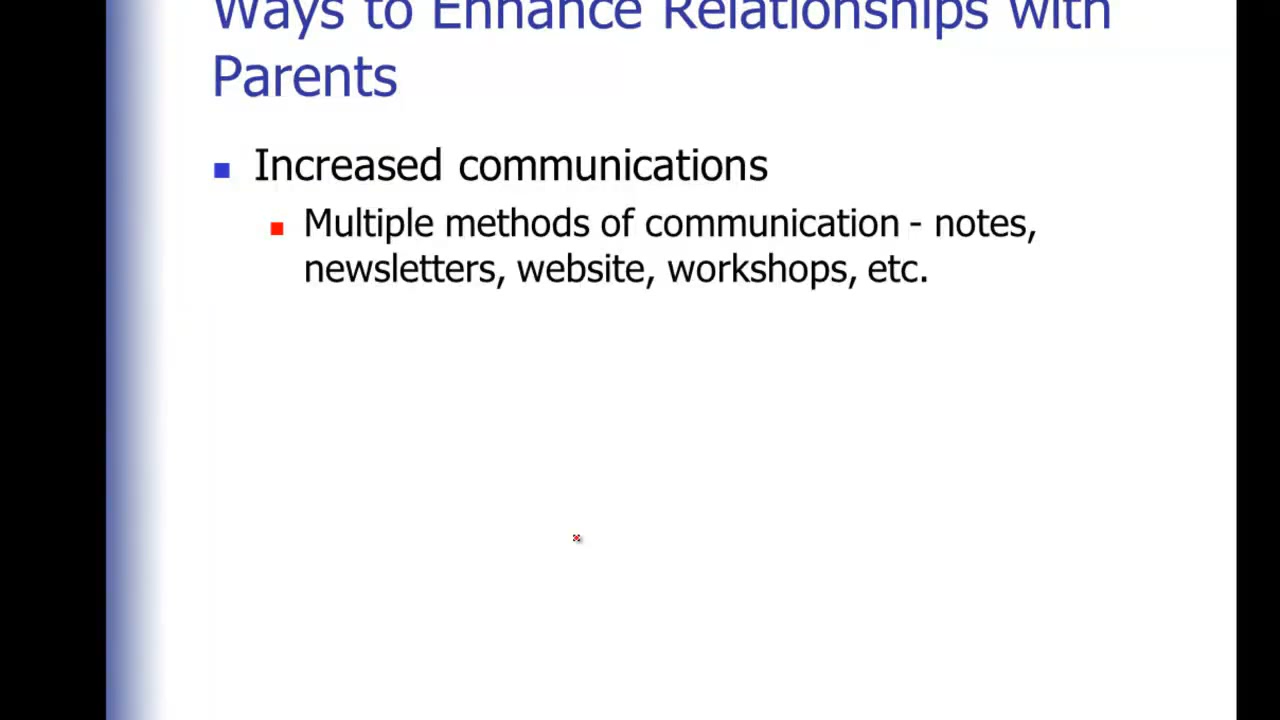 Ways to Enhance Relationships with
Parents
Increased communications
Multiple methods of communication - notes,
newsletters, website, workshops, etc.